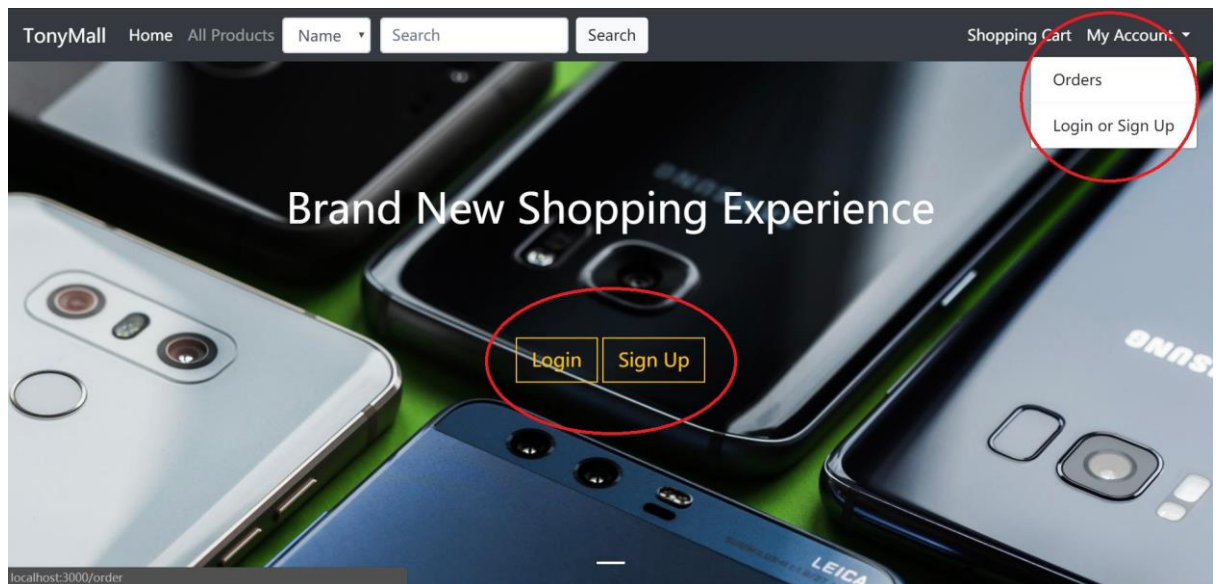 TonyMall Home All Products Name Search Search Shopping Cart My Account
Orders
Login or Sign Up
Brand New Shopping Experience
Login Sign Up
LEICA
localhost:3000/order